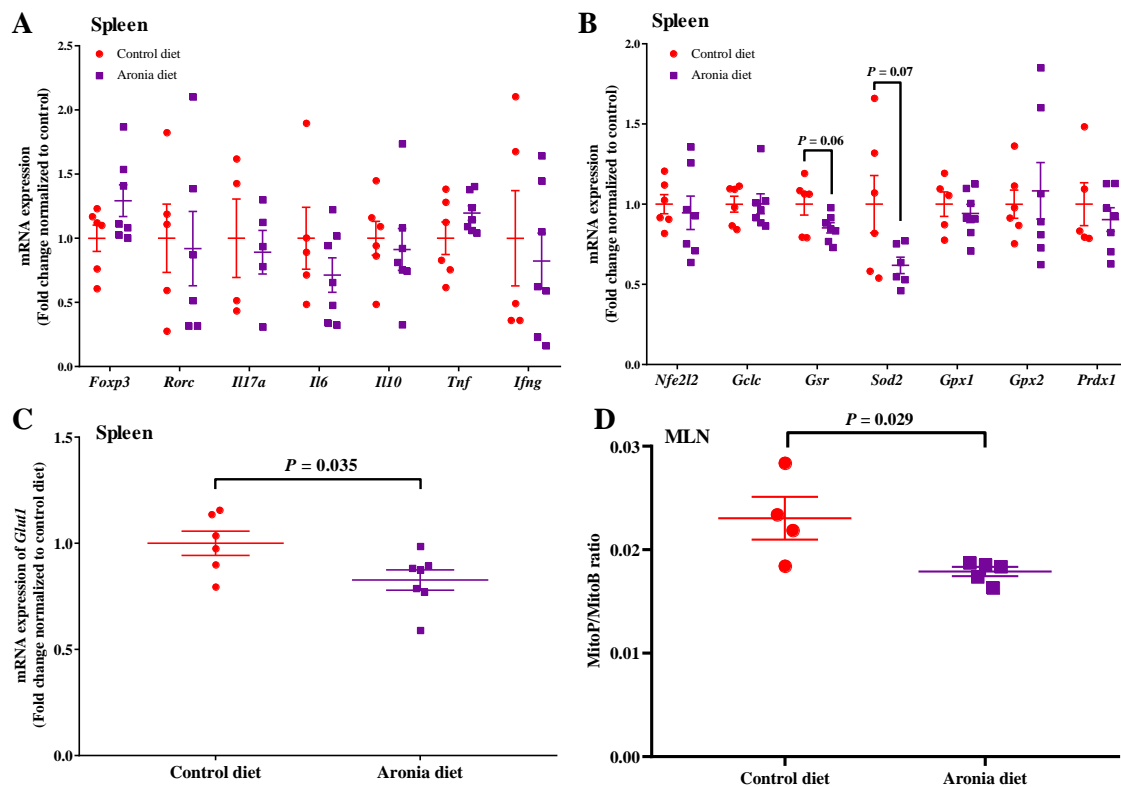 A
Spleen
Control diet
Aronia diet
mRNA expression
(Fold change normalized to control)
2.5
2.0
1.5
1.0
0.5
0.0
Foxp3 Rorc Il17a Il6 Il10 Tnf Ifng
B
Spleen
Control diet
Aronia diet
P = 0.07
P = 0.06
mRNA expression
(Fold change normalized to control)
2.0
1.5
1.0
0.5
0.0
Nfe2l2 Gclc Gsr Sod2 Gpx1 Gpx2 Prdx1
C
Spleen
P = 0.035
mRNA expression of Glut1
(Fold change normalized to control diet)
1.5
1.0
0.5
0.0
Control diet Aronia diet
D
MLN
P = 0.029
MitoP/MitoB ratio
0.03
0.02
0.01
0.00
Control diet Aronia diet